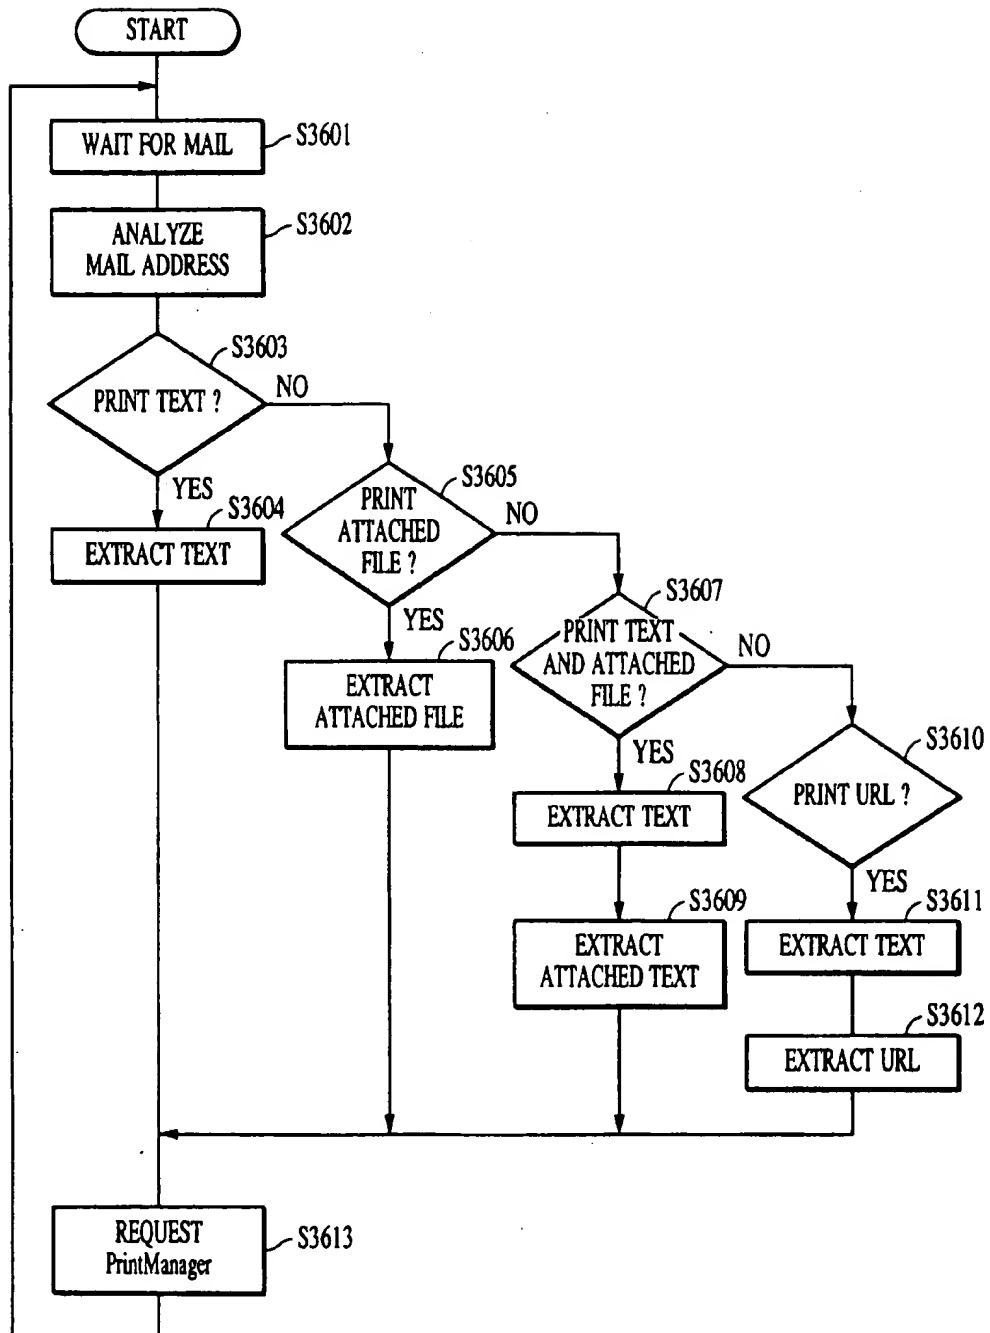 START
WAIT FOR MAIL
S3601
ANALYZE
MAIL ADDRESS
S3602
PRINT TEXT ?
S3603
NO
YES
S3604
EXTRACT TEXT
PRINT
ATTACHED
FILE ?
S3605
NO
YES
S3606
EXTRACT
ATTACHED FILE
PRINT TEXT
AND ATTACHED
FILE ?
S3607
NO
YES
S3608
EXTRACT TEXT
S3609
EXTRACT
ATTACHED TEXT
PRINT URL ?
S3610
YES
S3611
EXTRACT TEXT
S3612
EXTRACT URL
REQUEST
PrintManager
S3613